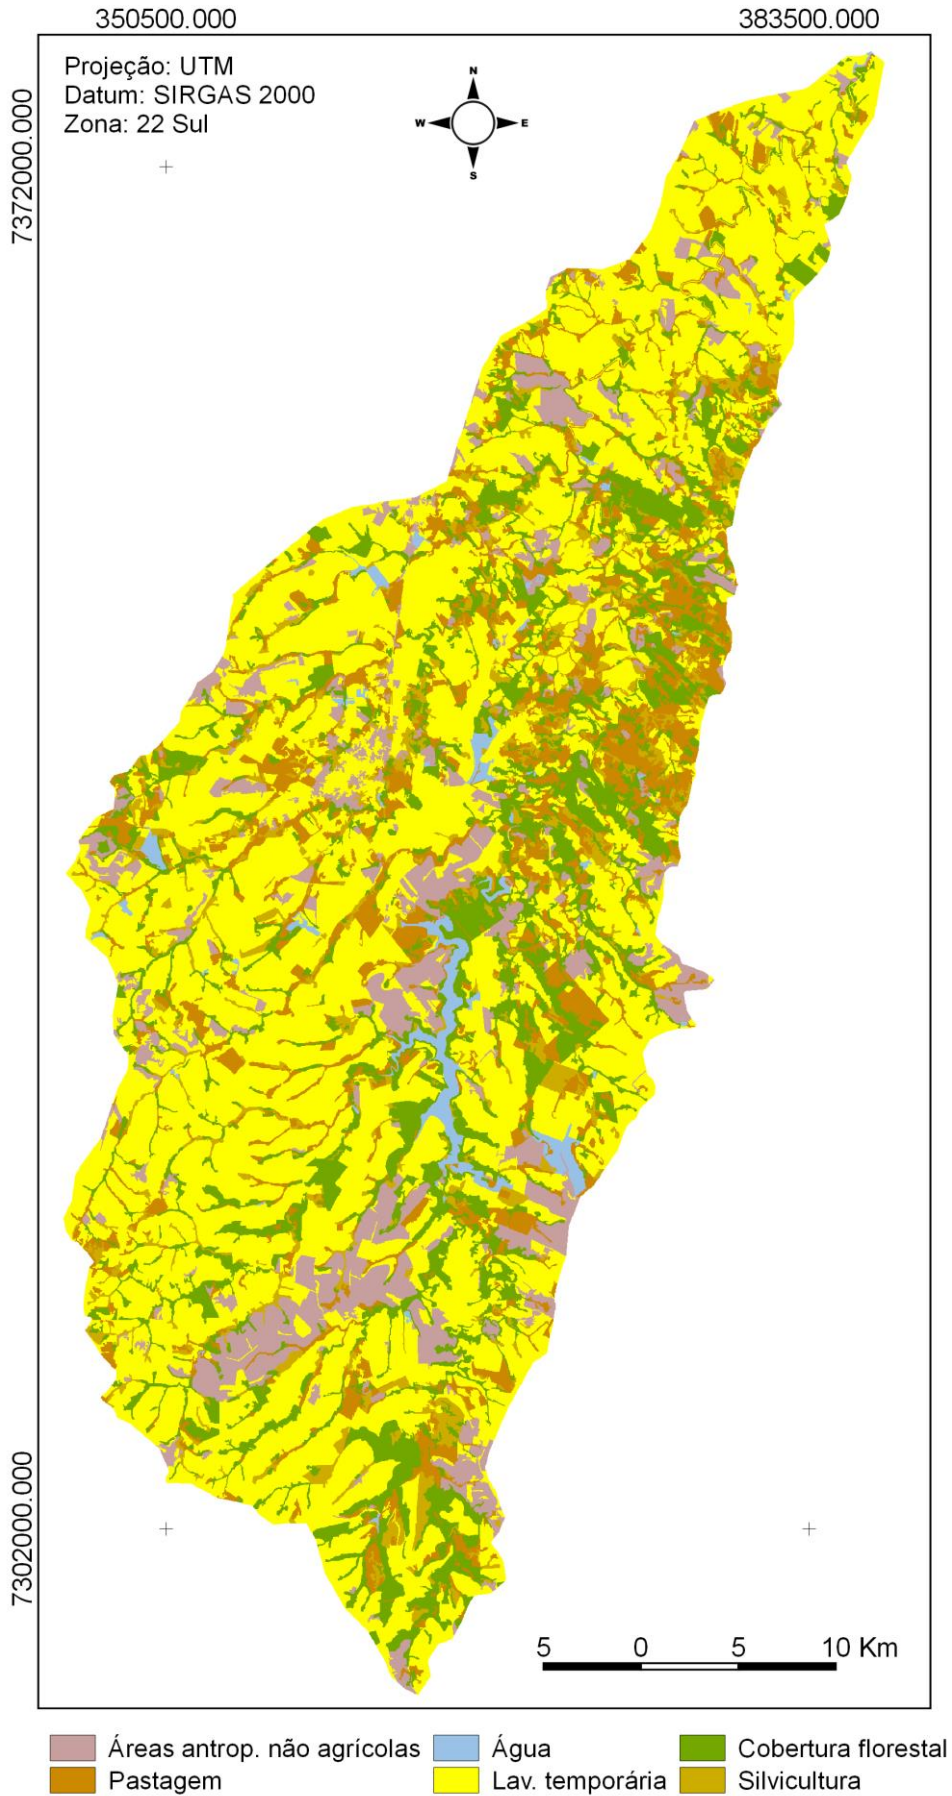 350500.000 383500.000
7372000.000
Projeção: UTM
Datum: SIRGAS 2000
Zona: 22 Sul
N
W E
S
7302000.000
5 0 5 10 Km
Áreas antrop. não agrícolas Água Cobertura florestal
Pastagem Lav. temporária Silvicultura